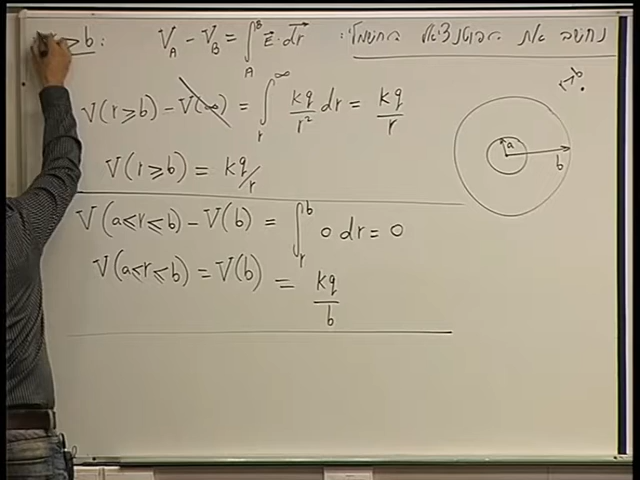 נחשב את הפוטנציאל החשמלי:
≥b: V_A - V_B = ∫_A^B E⃗·dr⃗
V(r≥b) - V(∞) = ∫_r^∞ kq/r² dr = kq/r
V(r≥b) = kq/r
V(a≤r≤b) - V(b) = ∫_r^b 0 dr = 0
V(a≤r≤b) = V(b) = kq/b
a
b